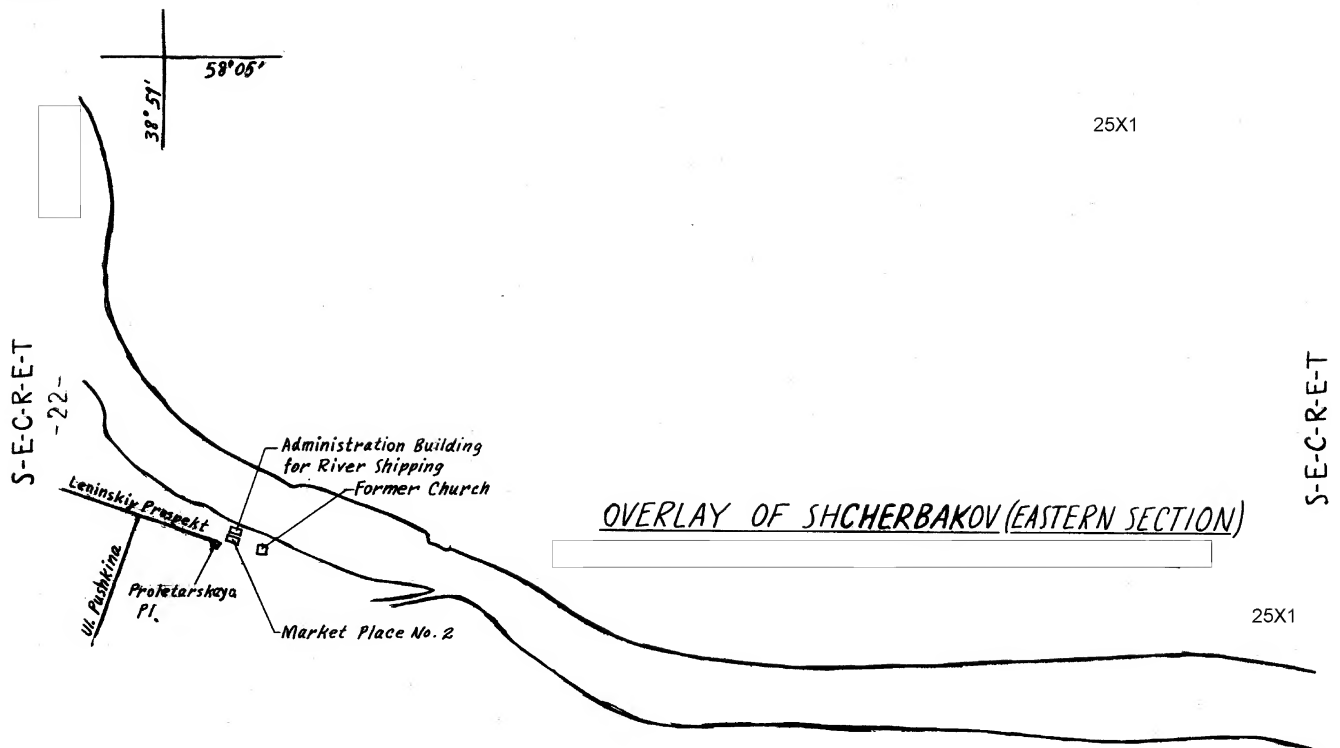 58°05'
38°51'
25X1
S-E-C-R-E-T
-22-
Administration Building
for River Shipping
Former Church
Leninskiy Prospekt
OVERLAY OF SHCHERBAKOV (EASTERN SECTION)
Ul. Pushkina
Proletarskaya
Pl.
Market Place No. 2
25X1
S-E-C-R-E-T